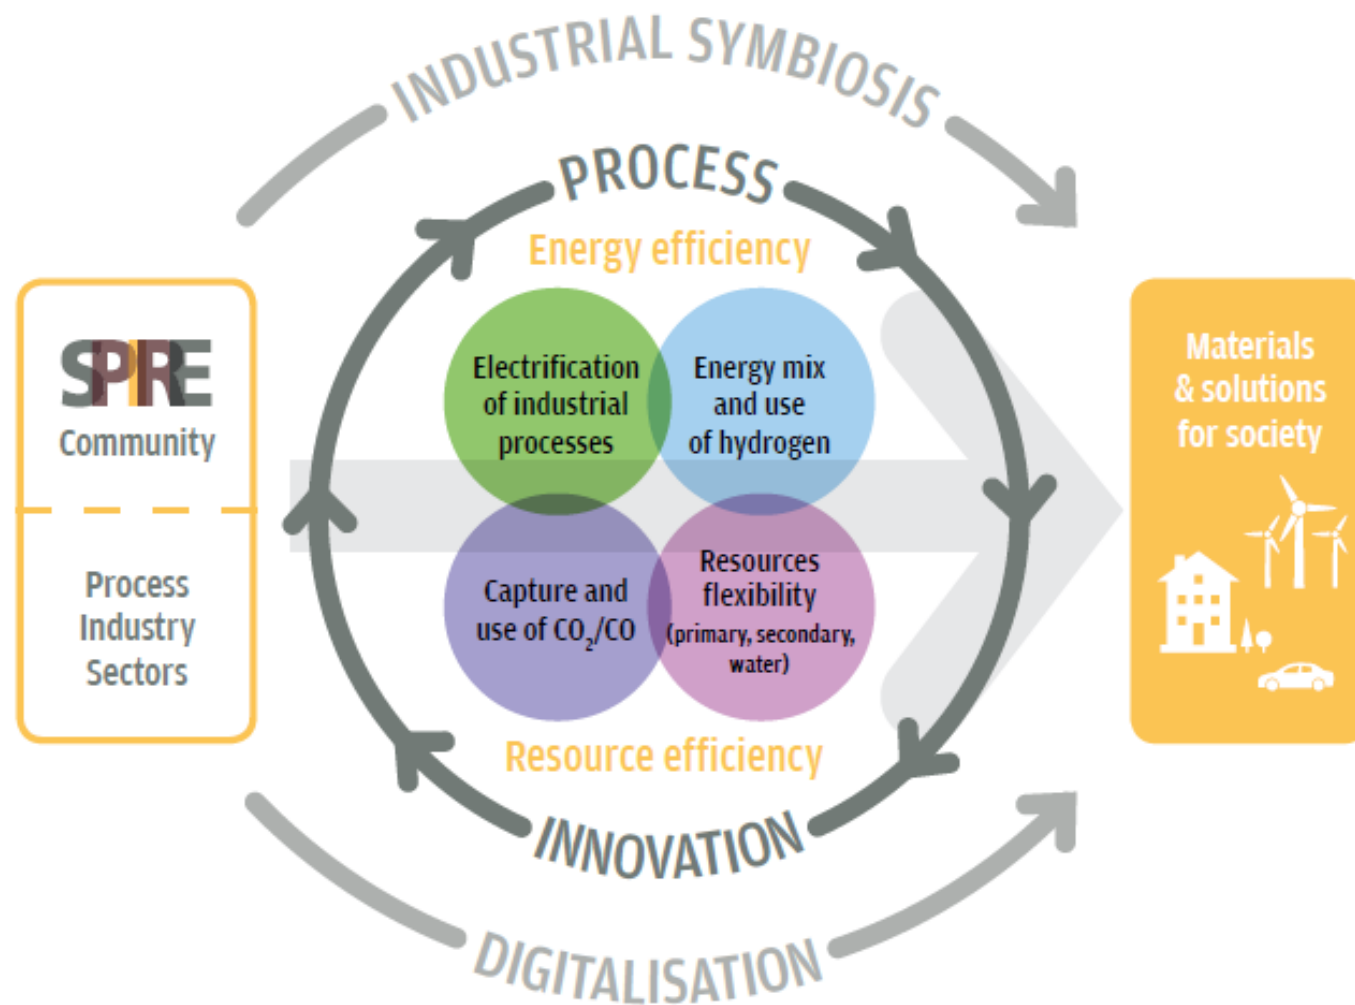 INDUSTRIAL SYMBIOSIS
PROCESS
Energy efficiency
Electrification
of industrial
processes
Energy mix
and use
of hydrogen
Capture and
use of CO₂/CO
Resources
flexibility
(primary, secondary,
water)
Resource efficiency
INNOVATION
DIGITALISATION
SPIRE
Community
Process
Industry
Sectors
Materials
& solutions
for society